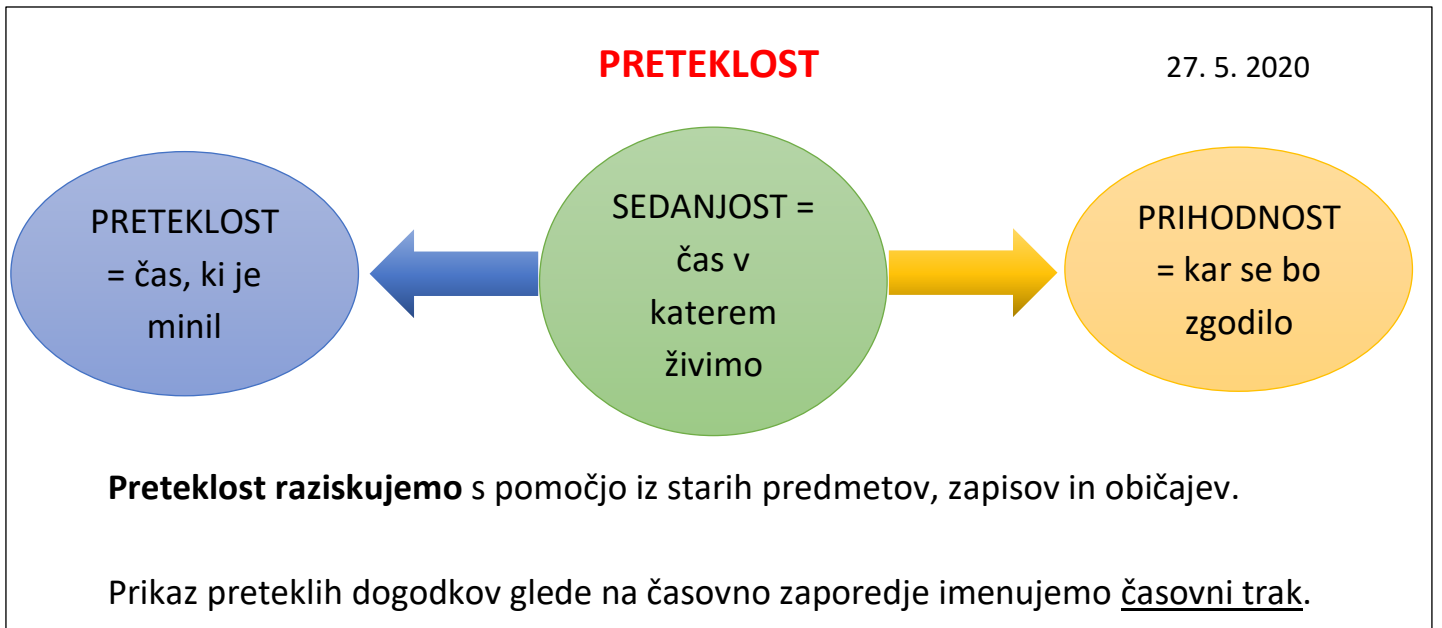 PRETEKLOST
27. 5. 2020
PRETEKLOST
= čas, ki je
minil
SEDANJOST =
čas v
katerem
živimo
PRIHODNOST
= kar se bo
zgodilo
Preteklost raziskujemo s pomočjo iz starih predmetov, zapisov in običajev.
Prikaz preteklih dogodkov glede na časovno zaporedje imenujemo časovni trak.